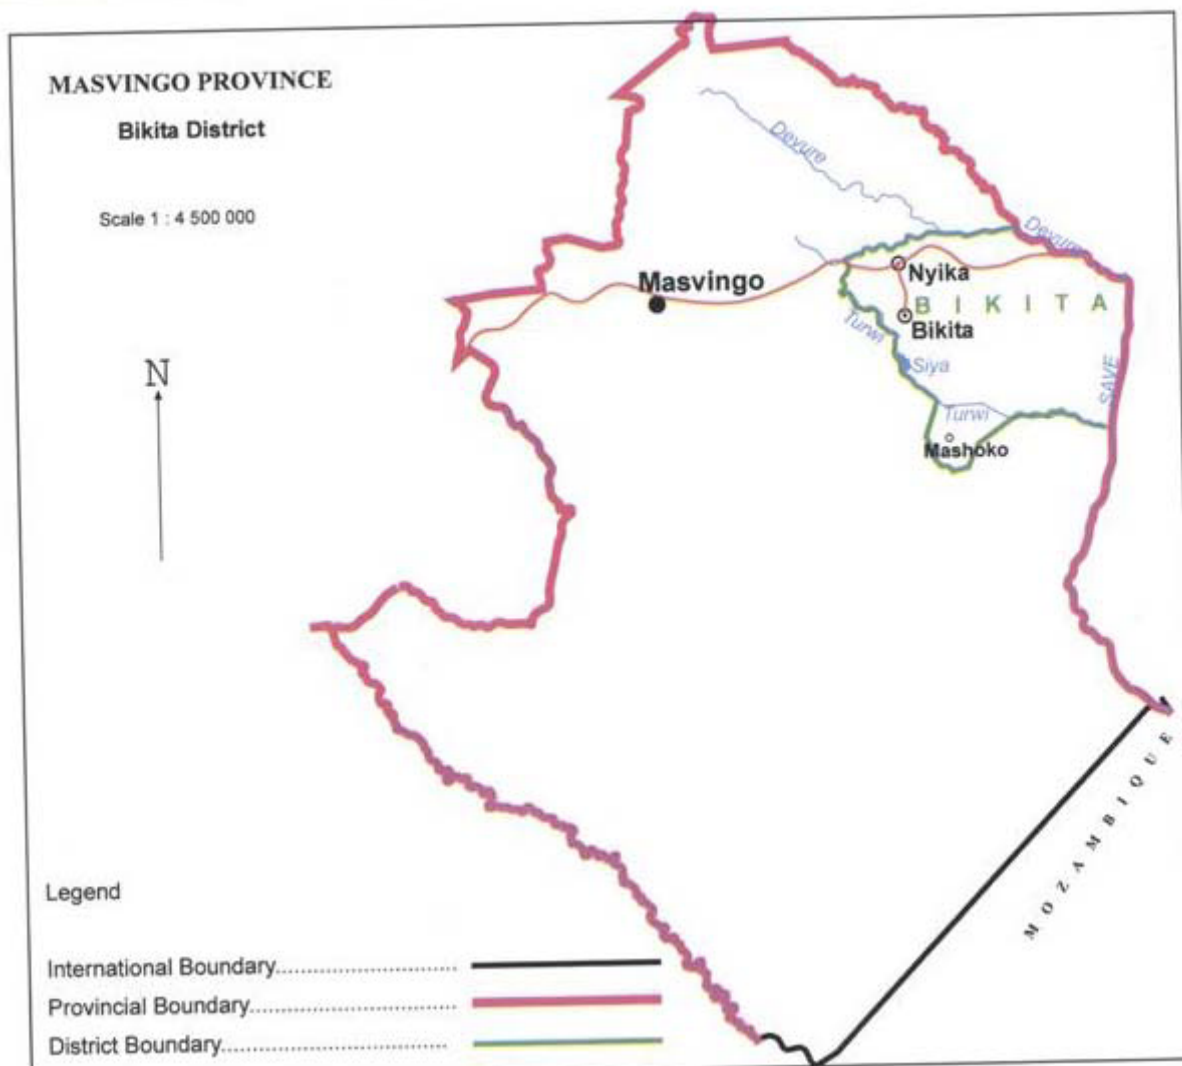 MASVINGO PROVINCE
Bikita District
Scale 1 : 4 500 000
Devure
Devure
Nyika
Masvingo
BIKITA
Bikita
Turwi
N
Siya
SAVE
Turwi
Mashoko
MOZAMBIQUE
Legend
International Boundary..............................
Provincial Boundary..................................
District Boundary.....................................